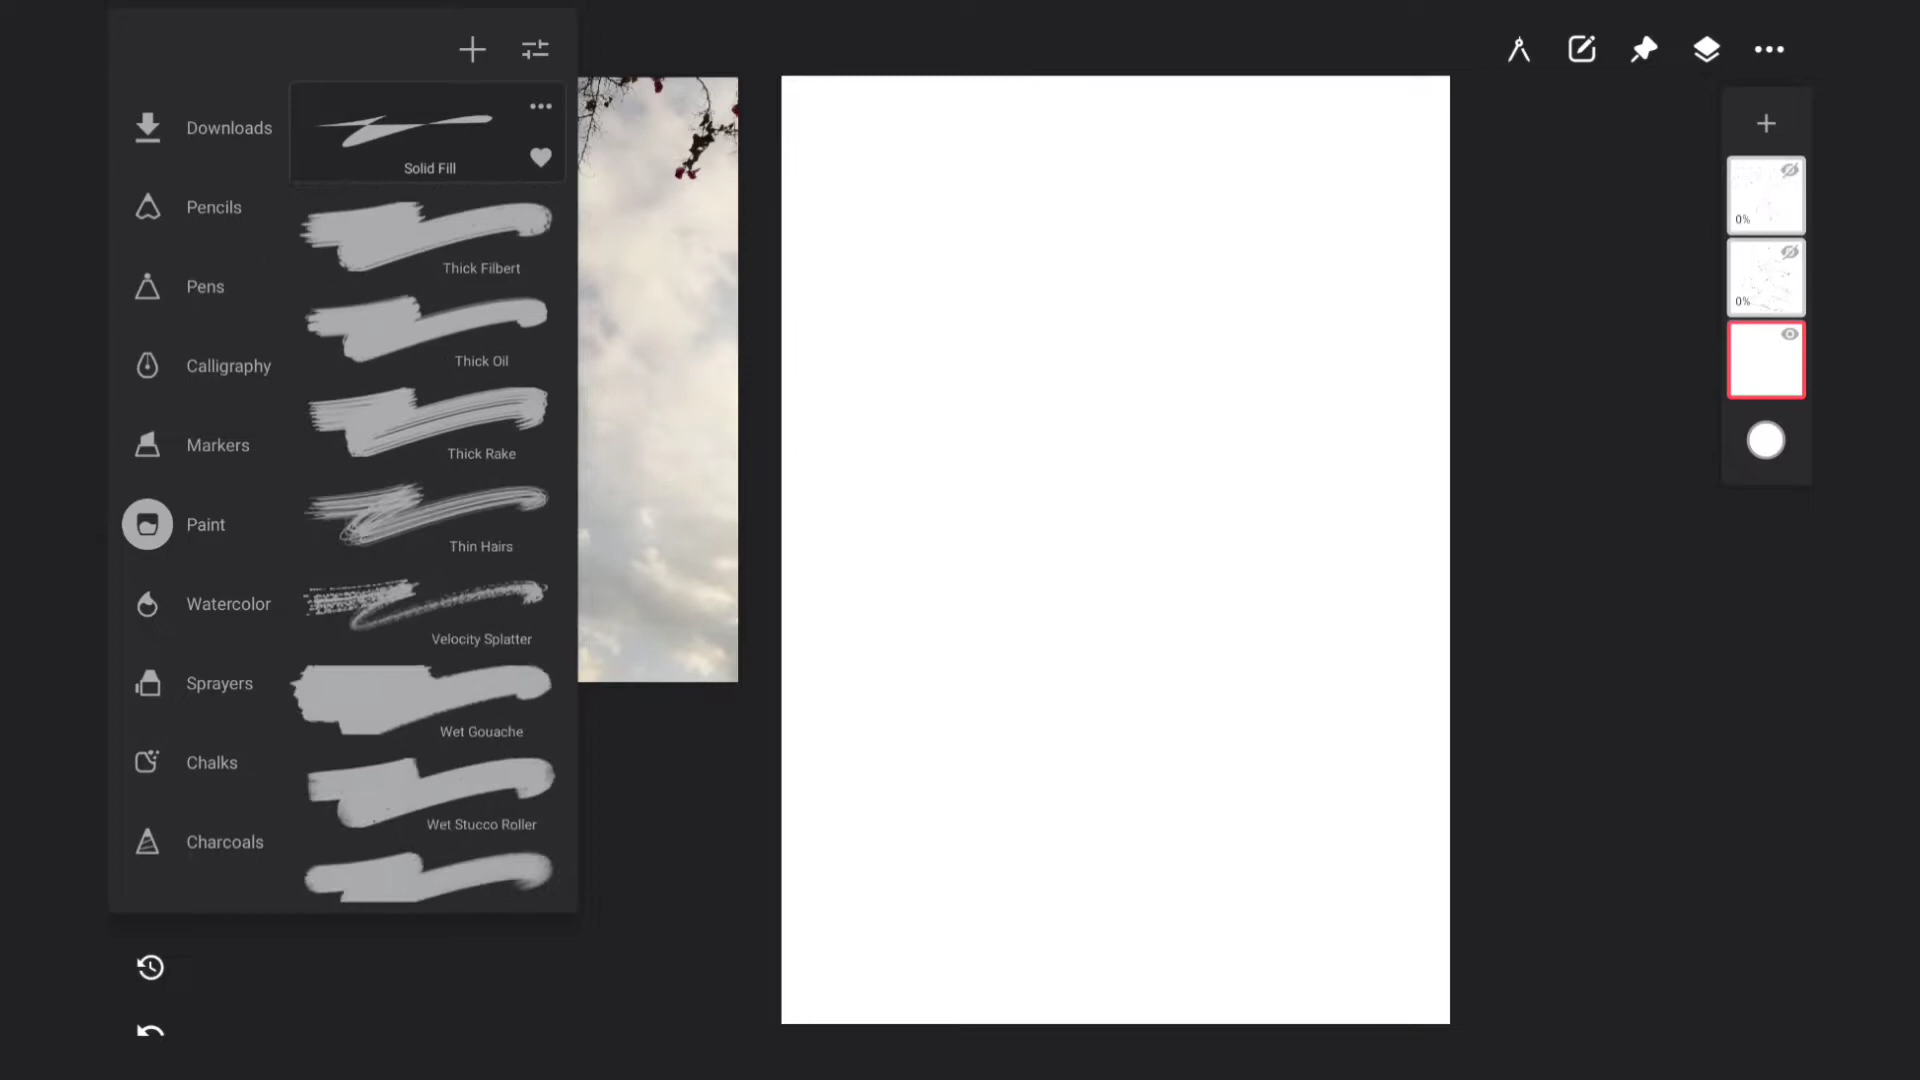 Downloads
Pencils
Pens
Calligraphy
Markers
Paint
Watercolor
Sprayers
Chalks
Charcoals
Solid Fill
Thick Filbert
Thick Oil
Thick Rake
Thin Hairs
Velocity Splatter
Wet Gouache
Wet Stucco Roller
0%
0%